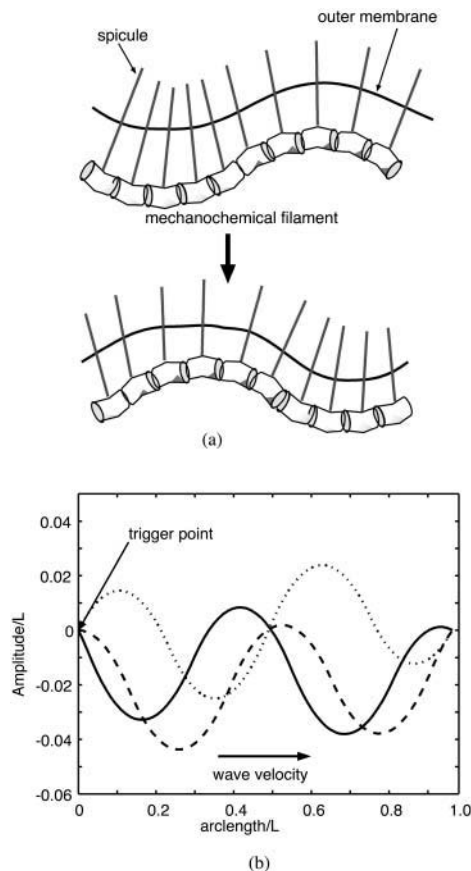 spicule
outer membrane
mechanochemical filament
(a)
0.04
trigger point
0.02
Amplitude/L
0
-0.02
-0.04
wave velocity
-0.06
0 0.2 0.4 0.6 0.8 1.0
arclength/L
(b)